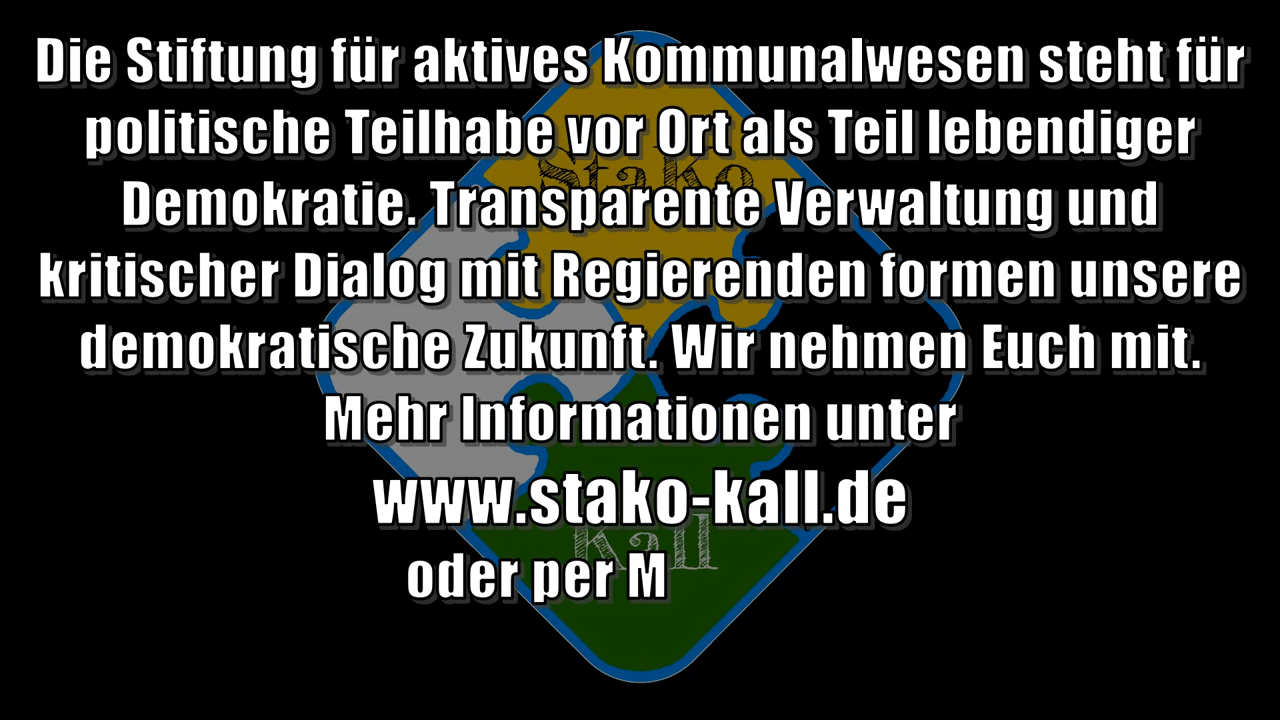 Die Stiftung für aktives Kommunalwesen steht für
politische Teilhabe vor Ort als Teil lebendiger
Demokratie. Transparente Verwaltung und
kritischer Dialog mit Regierenden formen unsere
demokratische Zukunft. Wir nehmen Euch mit.
Mehr Informationen unter
www.stako-kall.de
oder per M
Stako
Kall